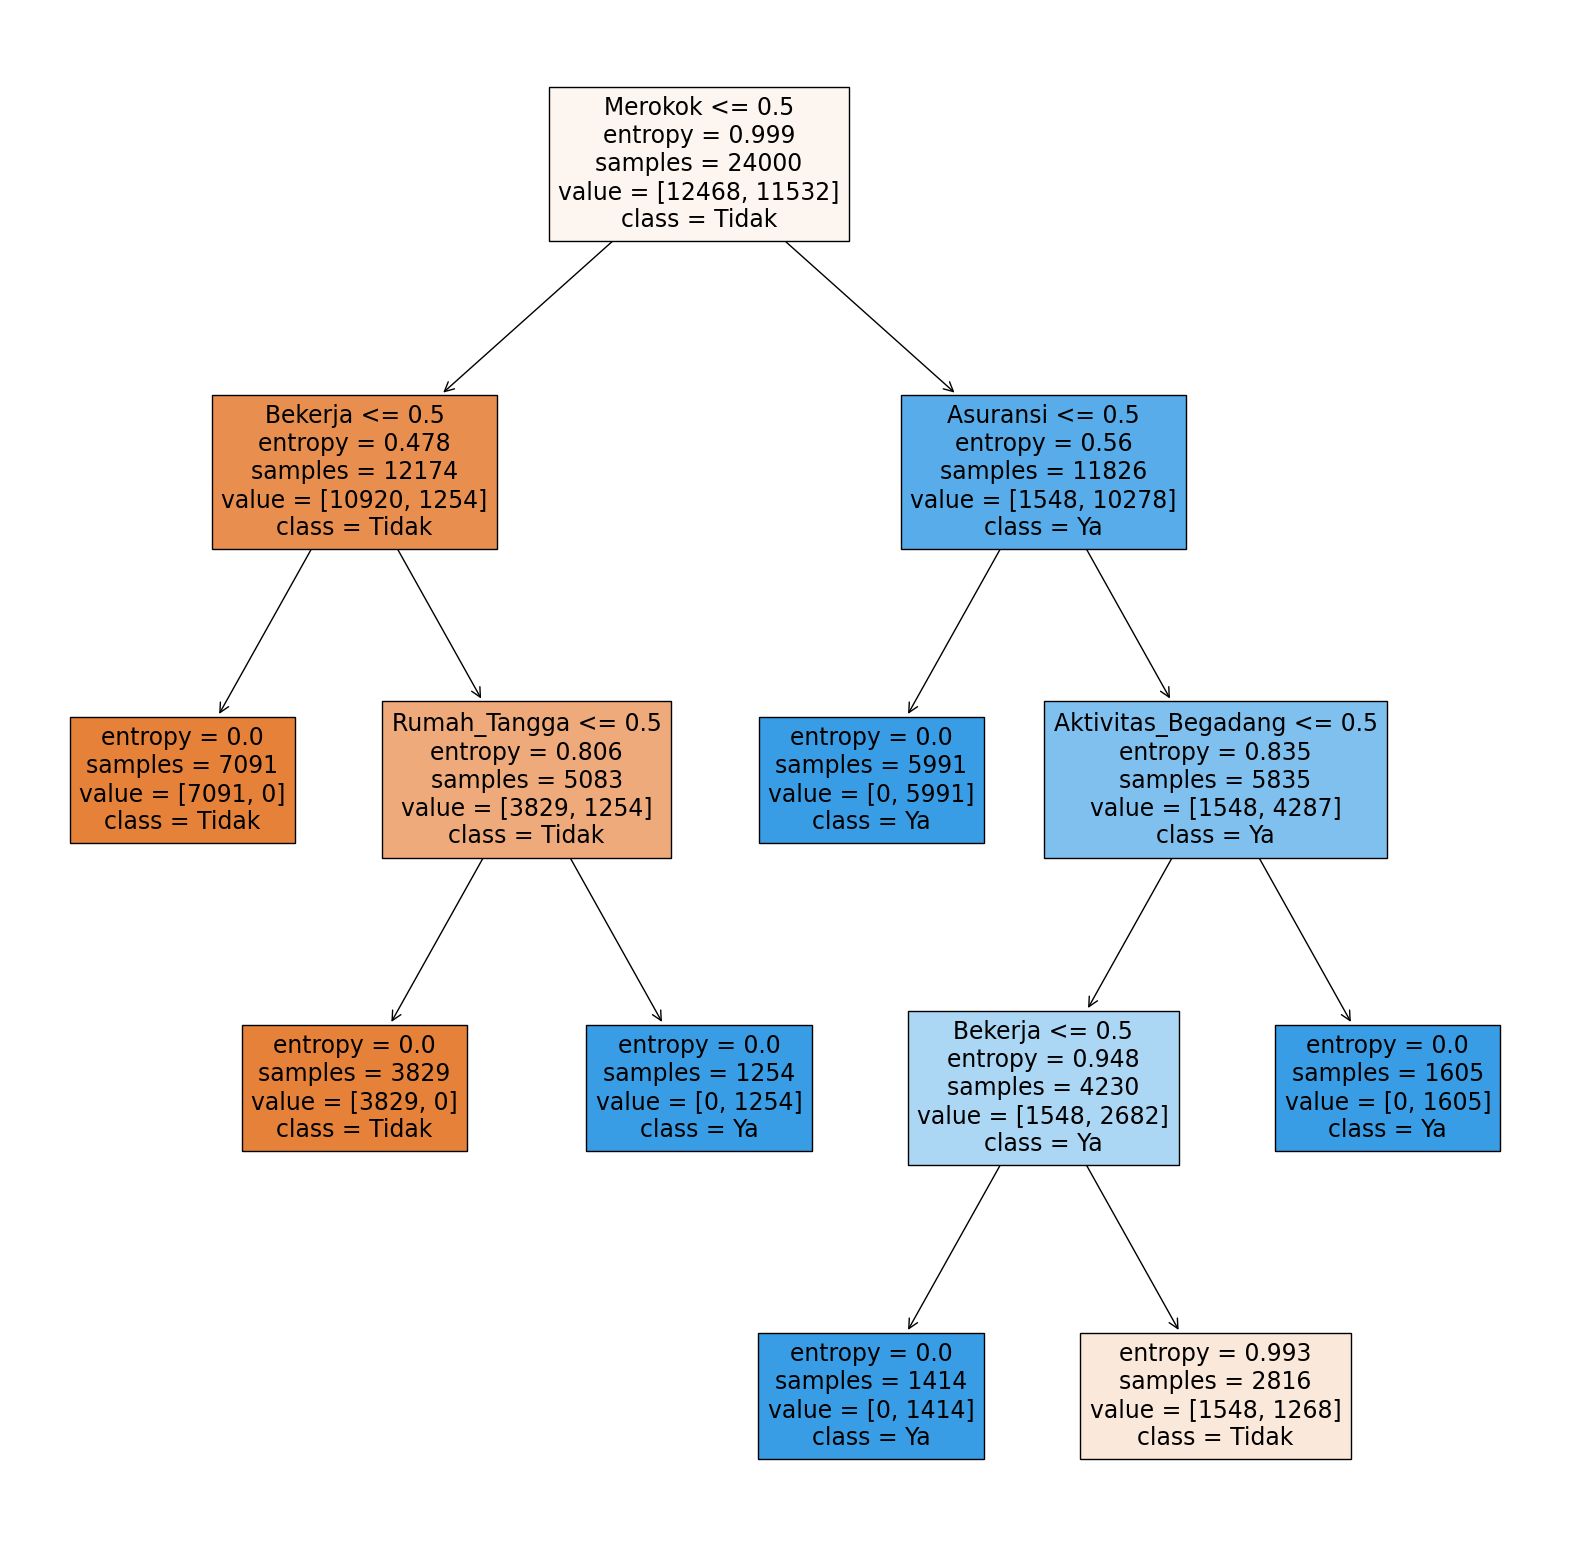 Merokok <= 0.5
entropy = 0.999
samples = 24000
value = [12468, 11532]
class = Tidak
Bekerja <= 0.5
entropy = 0.478
samples = 12174
value = [10920, 1254]
class = Tidak
Asuransi <= 0.5
entropy = 0.56
samples = 11826
value = [1548, 10278]
class = Ya
entropy = 0.0
samples = 7091
value = [7091, 0]
class = Tidak
Rumah_Tangga <= 0.5
entropy = 0.806
samples = 5083
value = [3829, 1254]
class = Tidak
entropy = 0.0
samples = 5991
value = [0, 5991]
class = Ya
Aktivitas_Begadang <= 0.5
entropy = 0.835
samples = 5835
value = [1548, 4287]
class = Ya
entropy = 0.0
samples = 3829
value = [3829, 0]
class = Tidak
entropy = 0.0
samples = 1254
value = [0, 1254]
class = Ya
Bekerja <= 0.5
entropy = 0.948
samples = 4230
value = [1548, 2682]
class = Ya
entropy = 0.0
samples = 1605
value = [0, 1605]
class = Ya
entropy = 0.0
samples = 1414
value = [0, 1414]
class = Ya
entropy = 0.993
samples = 2816
value = [1548, 1268]
class = Tidak